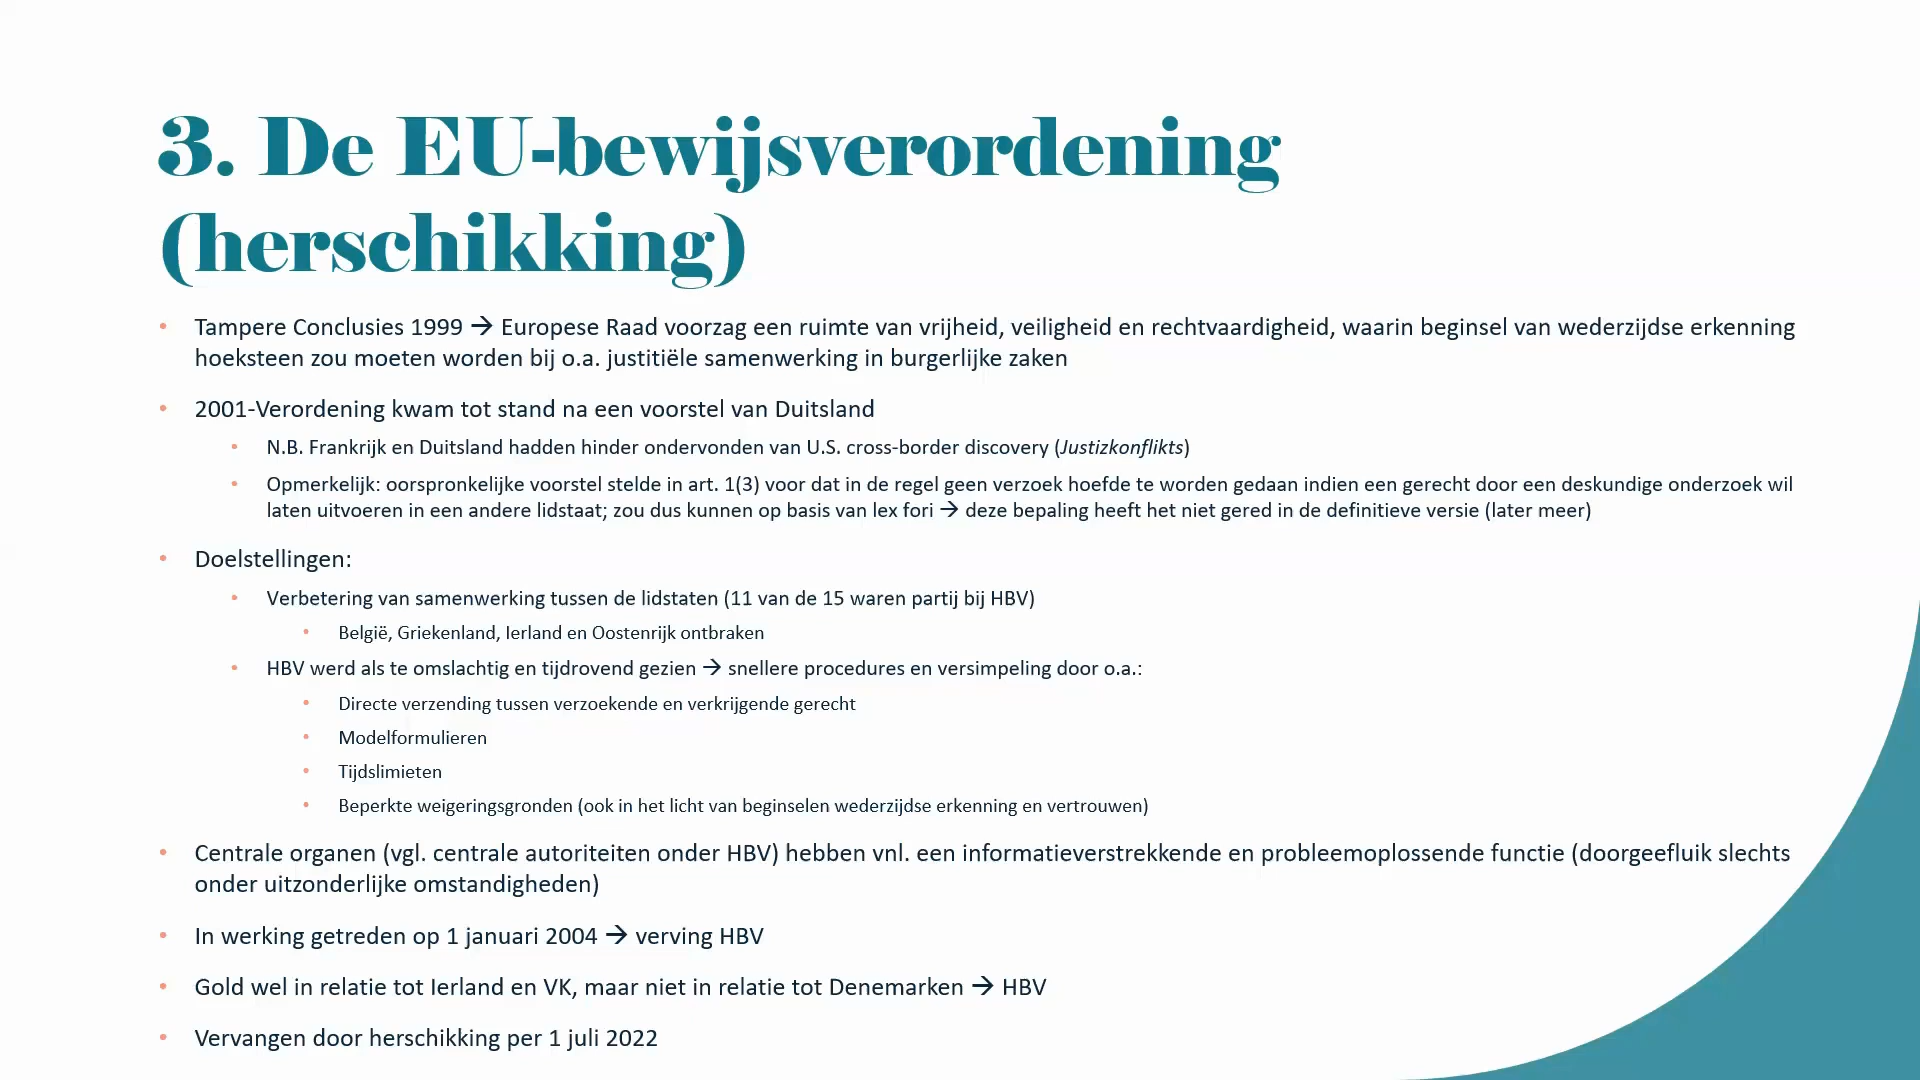 3. De EU-bewijsverordening
(herschikking)
• Tampere Conclusies 1999 → Europese Raad voorzag een ruimte van vrijheid, veiligheid en rechtvaardigheid, waarin beginsel van wederzijdse erkenning
hoeksteen zou moeten worden bij o.a. justitiële samenwerking in burgerlijke zaken
• 2001-Verordening kwam tot stand na een voorstel van Duitsland
• N.B. Frankrijk en Duitsland hadden hinder ondervonden van U.S. cross-border discovery (Justizkonflikts)
• Opmerkelijk: oorspronkelijke voorstel stelde in art. 1(3) voor dat in de regel geen verzoek hoefde te worden gedaan indien een gerecht door een deskundige onderzoek wil
laten uitvoeren in een andere lidstaat; zou dus kunnen op basis van lex fori → deze bepaling heeft het niet gered in de definitieve versie (later meer)
• Doelstellingen:
• Verbetering van samenwerking tussen de lidstaten (11 van de 15 waren partij bij HBV)
• België, Griekenland, Ierland en Oostenrijk ontbraken
• HBV werd als te omslachtig en tijdrovend gezien → snellere procedures en versimpeling door o.a.:
• Directe verzending tussen verzoekende en verkrijgende gerecht
• Modelformulieren
• Tijdslimieten
• Beperkte weigeringsgronden (ook in het licht van beginselen wederzijdse erkenning en vertrouwen)
• Centrale organen (vgl. centrale autoriteiten onder HBV) hebben vnl. een informatieverstrekkende en probleemoplossende functie (doorgeefluik slechts
onder uitzonderlijke omstandigheden)
• In werking getreden op 1 januari 2004 → verving HBV
• Gold wel in relatie tot Ierland en VK, maar niet in relatie tot Denemarken → HBV
• Vervangen door herschikking per 1 juli 2022